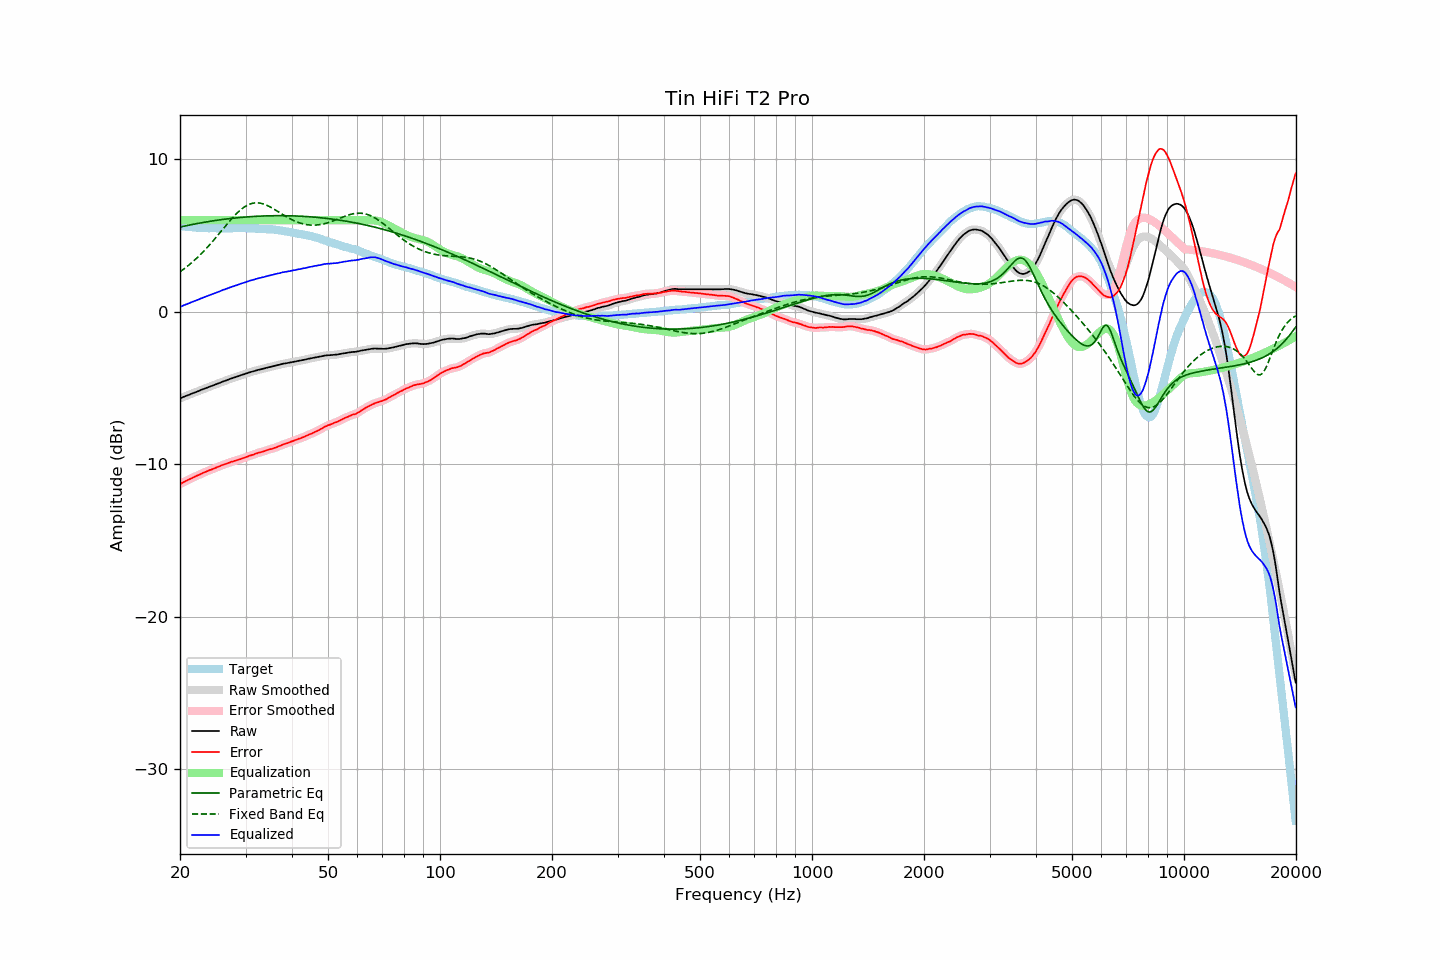 Tin HiFi T2 Pro
10
0
−10
−20
−30
Amplitude (dBr)
Target
Raw Smoothed
Error Smoothed
Raw
Error
Equalization
Parametric Eq
Fixed Band Eq
Equalized
20 50 100 200 500 1000 2000 5000 10000 20000
Frequency (Hz)